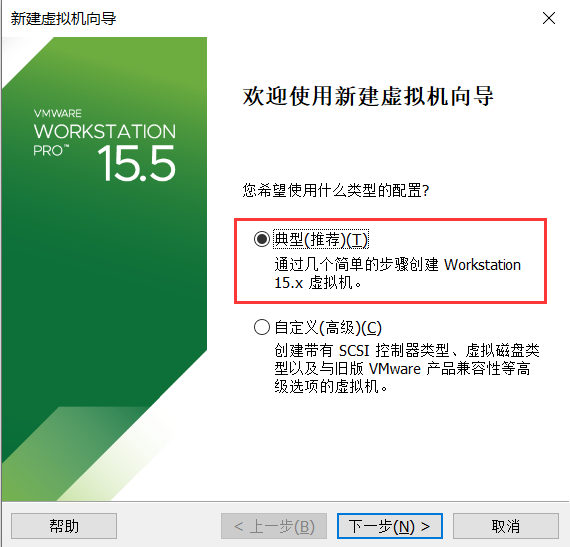 新建虚拟机向导
VMWARE
WORKSTATION
PRO™ 15.5
欢迎使用新建虚拟机向导
您希望使用什么类型的配置?
典型(推荐)(T)
通过几个简单的步骤创建 Workstation
15.x 虚拟机。
自定义(高级)(C)
创建带有 SCSI 控制器类型、虚拟磁盘类
型以及与旧版 VMware 产品兼容性等高
级选项的虚拟机。
帮助
< 上一步(B)
下一步(N) >
取消